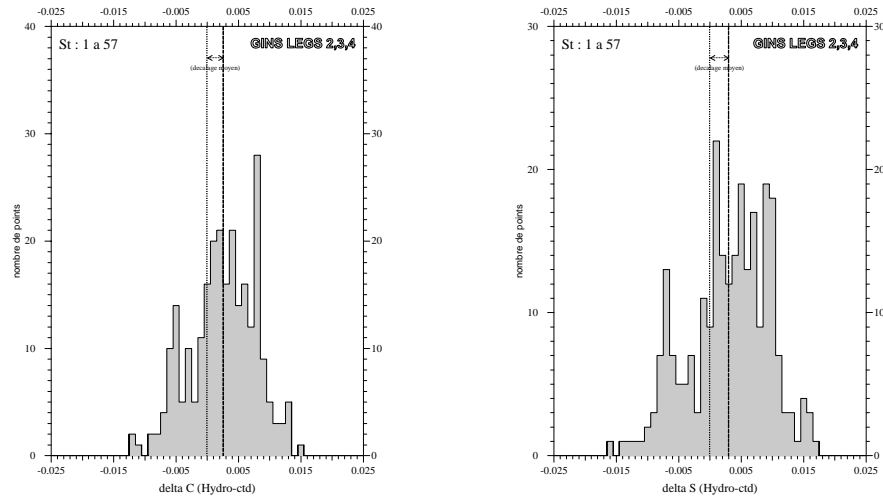 -0.025 -0.015 -0.005 0.005 0.015 0.025
40 40
St : 1 a 57 GINS LEGS 2,3,4
(decalage moyen)
30 30
nombre de points
20 20
10 10
0 0
-0.025 -0.015 -0.005 0.005 0.015 0.025
delta C (Hydro-ctd)
-0.025 -0.015 -0.005 0.005 0.015 0.025
30 30
St : 1 a 57 GINS LEGS 2,3,4
(decalage moyen)
20 20
nombre de points
10 10
0 0
-0.025 -0.015 -0.005 0.005 0.015 0.025
delta S (Hydro-ctd)